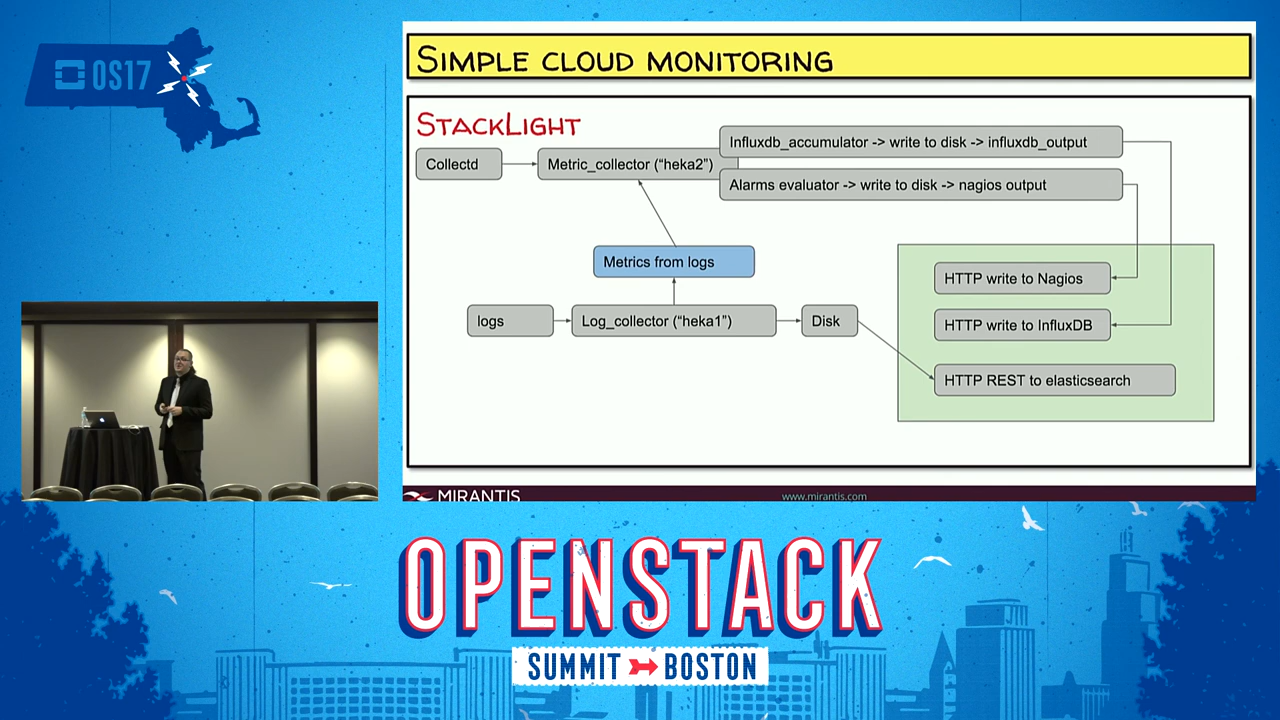 OS17
SIMPLE CLOUD MONITORING
STACKLIGHT
Influxdb_accumulator -> write to disk -> influxdb_output
Collectd
Metric_collector (“heka2”)
Alarms evaluator -> write to disk -> nagios output
Metrics from logs
HTTP write to Nagios
logs
Log_collector (“heka1”)
Disk
HTTP write to InfluxDB
HTTP REST to elasticsearch
MIRANTIS
www.mirantis.com
OPENSTACK
SUMMIT BOSTON